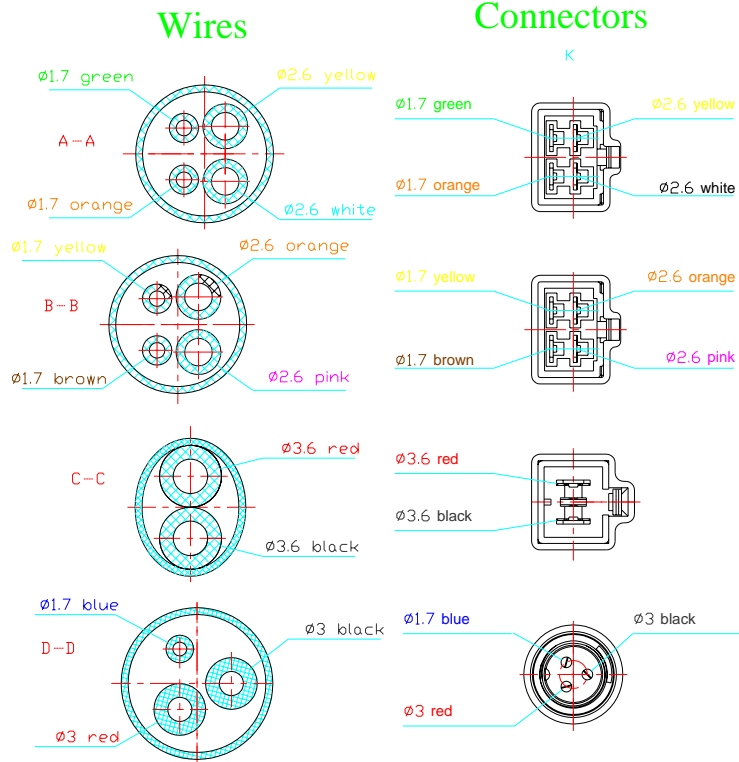 Wires
Connectors
K
Ø1.7 green
Ø2.6 yellow
A-A
Ø1.7 orange
Ø2.6 white
Ø1.7 green
Ø2.6 yellow
Ø1.7 orange
Ø2.6 white
Ø1.7 yellow
Ø2.6 orange
B-B
Ø1.7 brown
Ø2.6 pink
Ø1.7 yellow
Ø2.6 orange
Ø1.7 brown
Ø2.6 pink
Ø3.6 red
C-C
Ø3.6 black
Ø3.6 red
Ø3.6 black
Ø1.7 blue
Ø3 black
D-D
Ø3 red
Ø1.7 blue
Ø3 black
Ø3 red